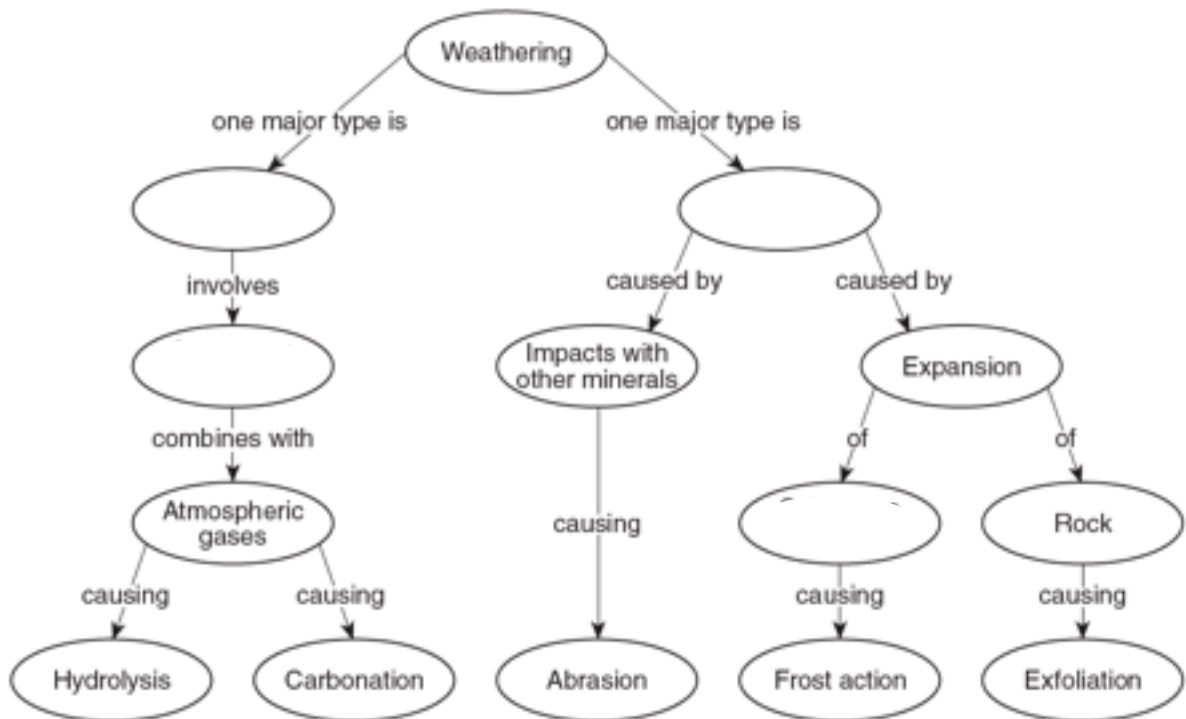 Weathering
one major type is
one major type is
involves
caused by
caused by
Impacts with
other minerals
Expansion
combines with
of
of
Atmospheric
gases
causing
Rock
causing
causing
causing
causing
Hydrolysis
Carbonation
Abrasion
Frost action
Exfoliation